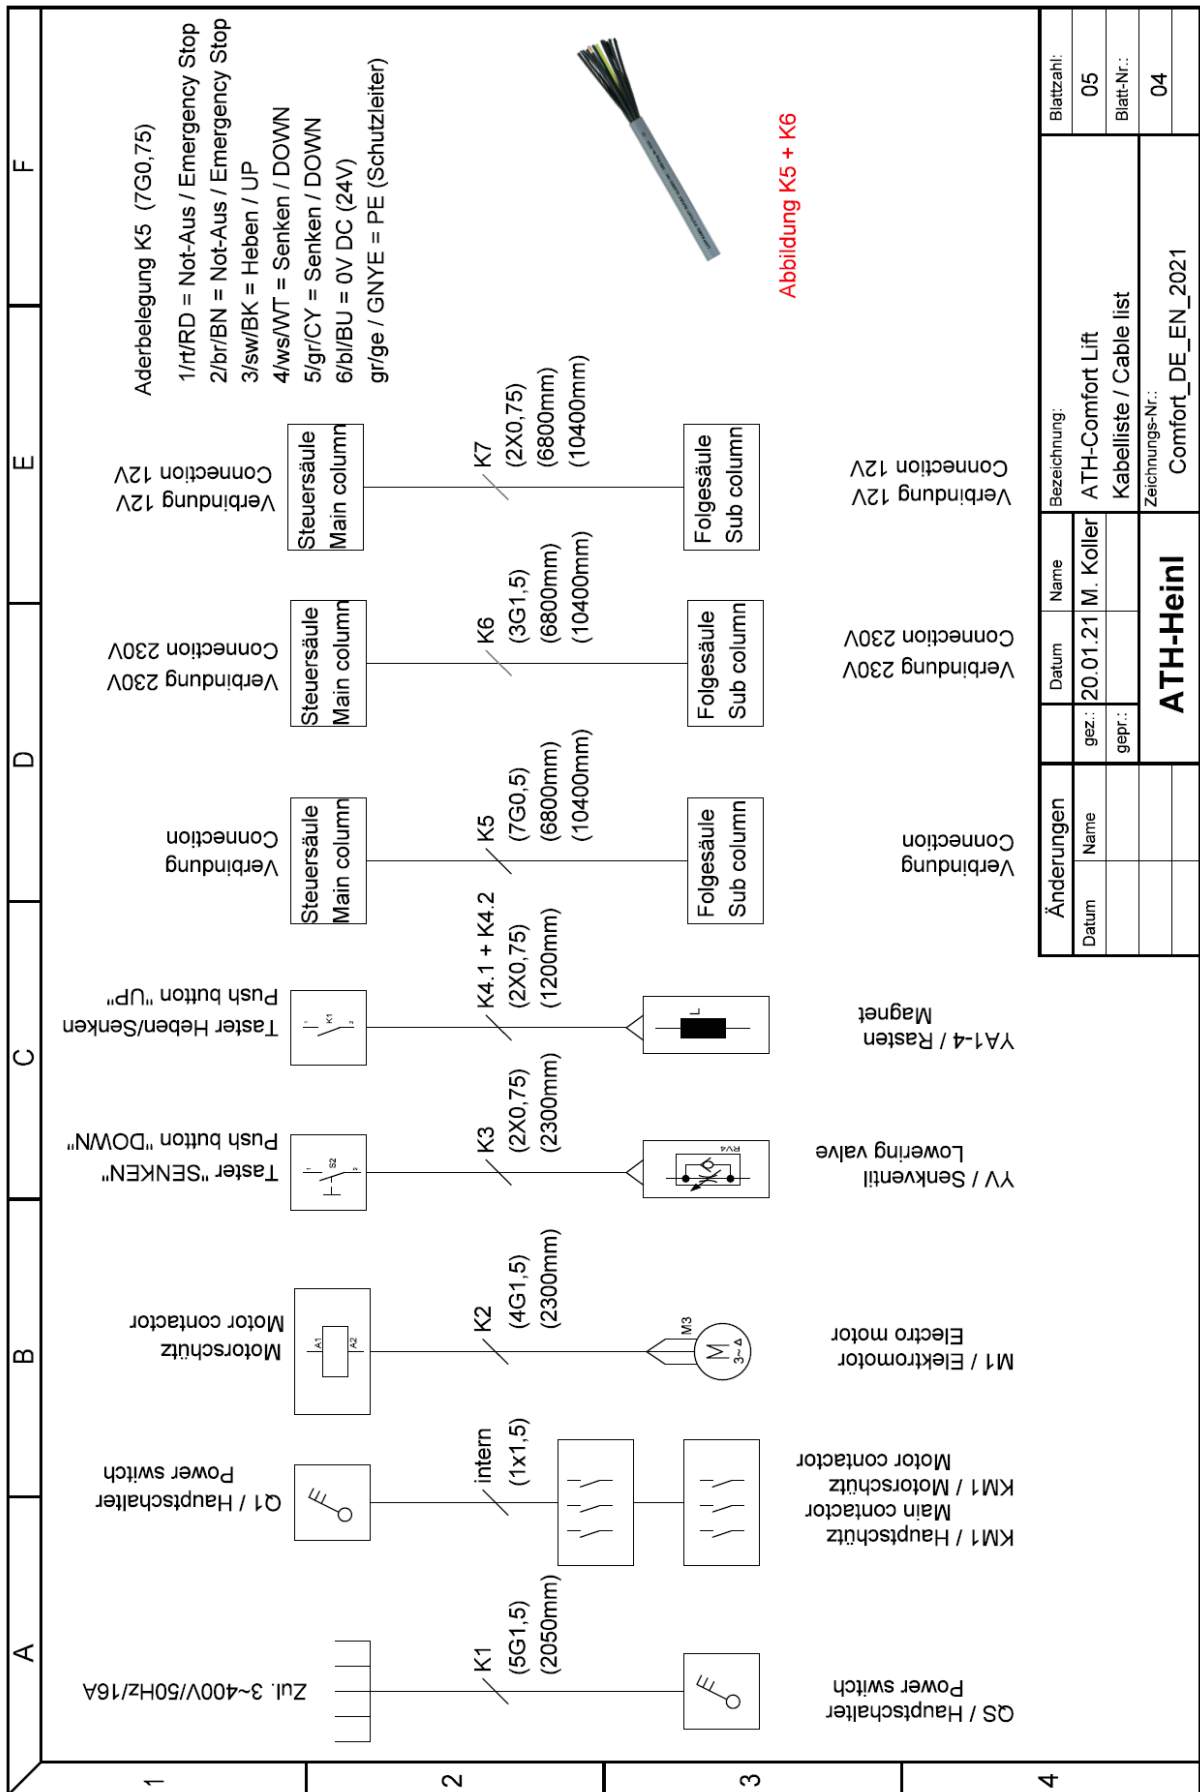 A
B
C
D
E
F
1
2
3
4
Zul. 3~400V/50Hz/16A
K1
(5G1,5)
(2050mm)
QS / Hauptschalter
Power switch
Q1 / Hauptschalter
Power switch
intern
(1x1,5)
KM1 / Hauptschütz
Main contactor
KM1 / Motorschütz
Motor contactor
Motorschütz
Motor contactor
A1
A2
K2
(4G1,5)
(2300mm)
M3
M
3~ Δ
M1 / Elektromotor
Electro motor
Taster "SENKEN"
Push button "DOWN"
1
S2
2
K3
(2X0,75)
(2300mm)
RV4
YV / Senkventil
Lowering valve
Taster Heben/Senken
Push button "UP"
1
K1
2
K4.1 + K4.2
(2X0,75)
(1200mm)
L
YA1-4 / Rasten
Magnet
Verbindung
Connection
Steuersäule
Main column
K5
(7G0,5)
(6800mm)
(10400mm)
Folgesäule
Sub column
Verbindung
Connection
Verbindung 230V
Connection 230V
Steuersäule
Main column
K6
(3G1,5)
(6800mm)
(10400mm)
Folgesäule
Sub column
Verbindung 230V
Connection 230V
Verbindung 12V
Connection 12V
Steuersäule
Main column
K7
(2X0,75)
(6800mm)
(10400mm)
Folgesäule
Sub column
Verbindung 12V
Connection 12V
Aderbelegung K5 (7G0,75)
1/rt/RD = Not-Aus / Emergency Stop
2/br/BN = Not-Aus / Emergency Stop
3/sw/BK = Heben / UP
4/ws/WT = Senken / DOWN
5/gr/CY = Senken / DOWN
6/bl/BU = 0V DC (24V)
gr/ge / GNYE = PE (Schutzleiter)
Abbildung K5 + K6
Änderungen
Datum Name
Datum Name
gez.: 20.01.21 M. Koller
gepr.:
ATH-Heinl
Bezeichnung:
ATH-Comfort Lift
Kabelliste / Cable list
Zeichnungs-Nr.:
Comfort_DE_EN_2021
Blattzahl:
05
Blatt-Nr.:
04